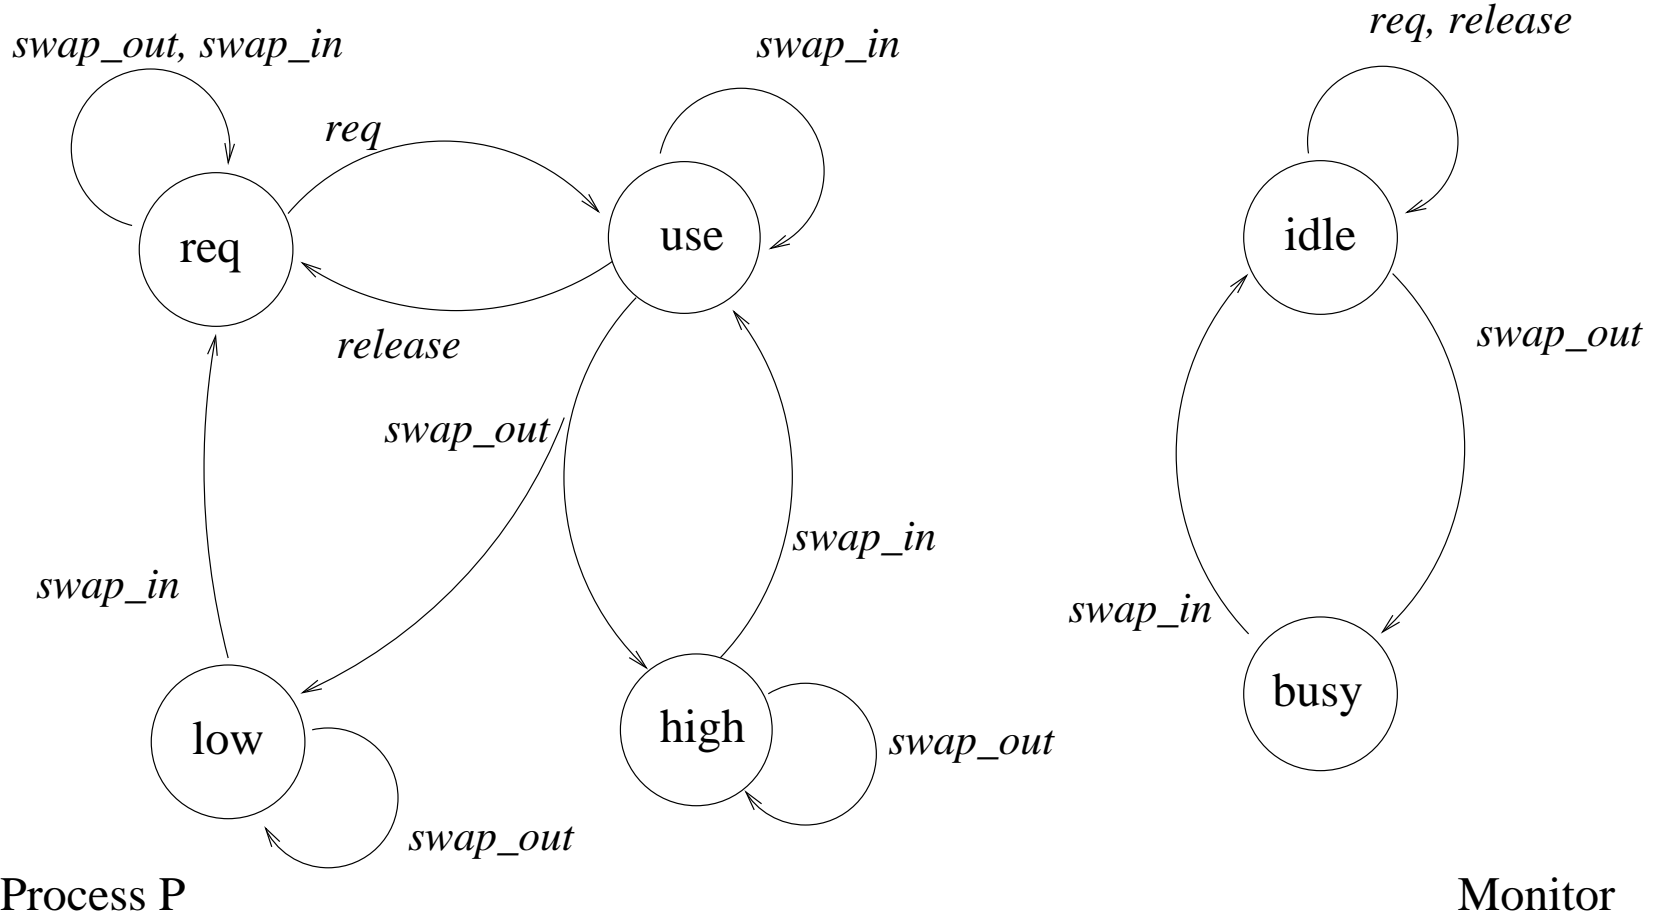 req, release
swap_out, swap_in
swap_in
req
req
use
idle
release
swap_out
swap_out
swap_in
swap_in
swap_in
low
high
busy
swap_out
swap_out
Process P
Monitor